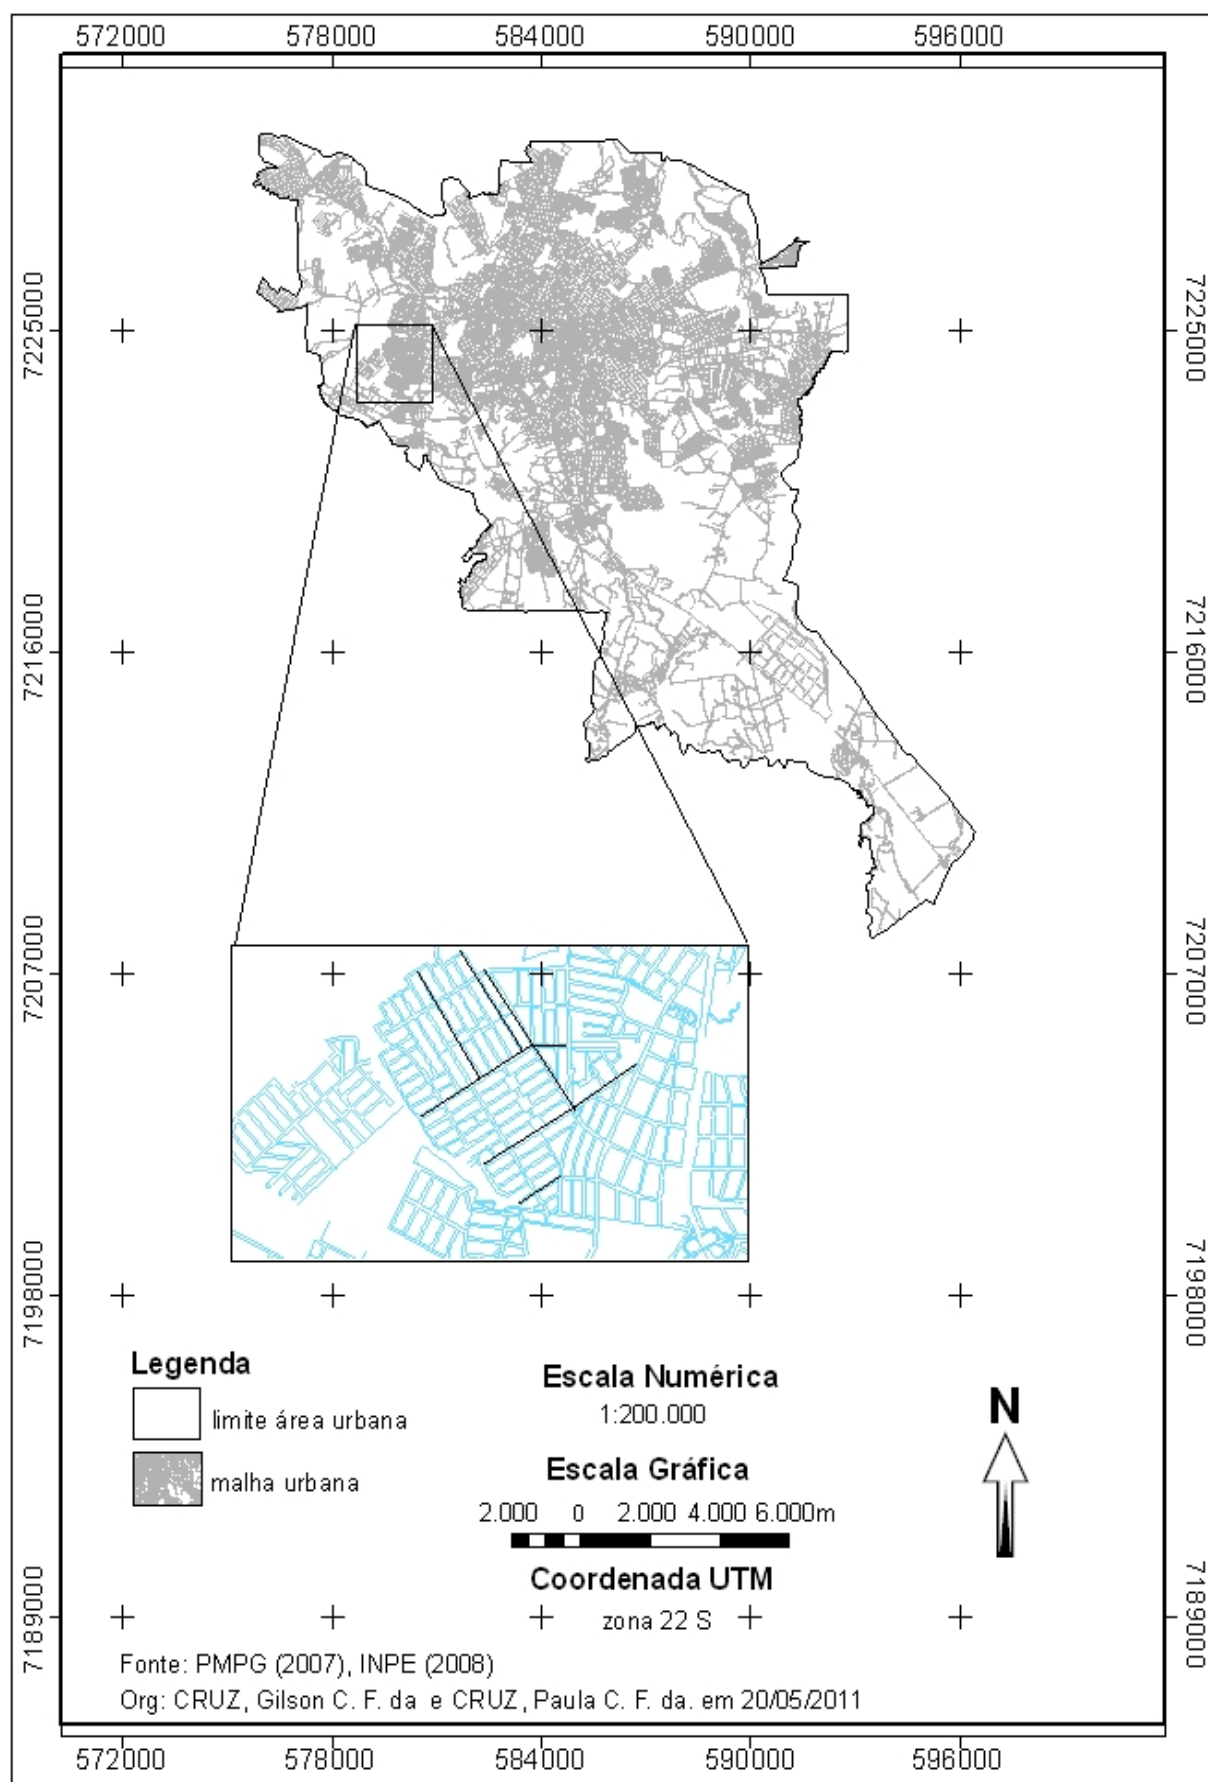 572000 578000 584000 590000 596000
7225000 7225000
7216000 7216000
7207000 7207000
7198000 7198000
Legenda
limite área urbana
malha urbana
Escala Numérica
1:200.000
Escala Gráfica
2.000 0 2.000 4.000 6.000m
Coordenada UTM
zona 22 S
N
7189000 7189000
Fonte: PMPG (2007), INPE (2008)
Org: CRUZ, Gilson C. F. da e CRUZ, Paula C. F. da. em 20/05/2011
572000 578000 584000 590000 596000